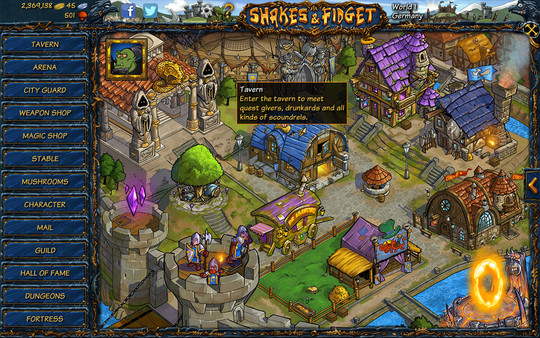 2,369,138 45
501
SHAKES & FIDGET
World 1
Germany
TAVERN
ARENA
CITY GUARD
WEAPON SHOP
MAGIC SHOP
STABLE
MUSHROOMS
CHARACTER
MAIL
GUILD
HALL OF FAME
DUNGEONS
FORTRESS
Tavern
Enter the tavern to meet
quest givers, drunkards and all
kinds of scoundrels.